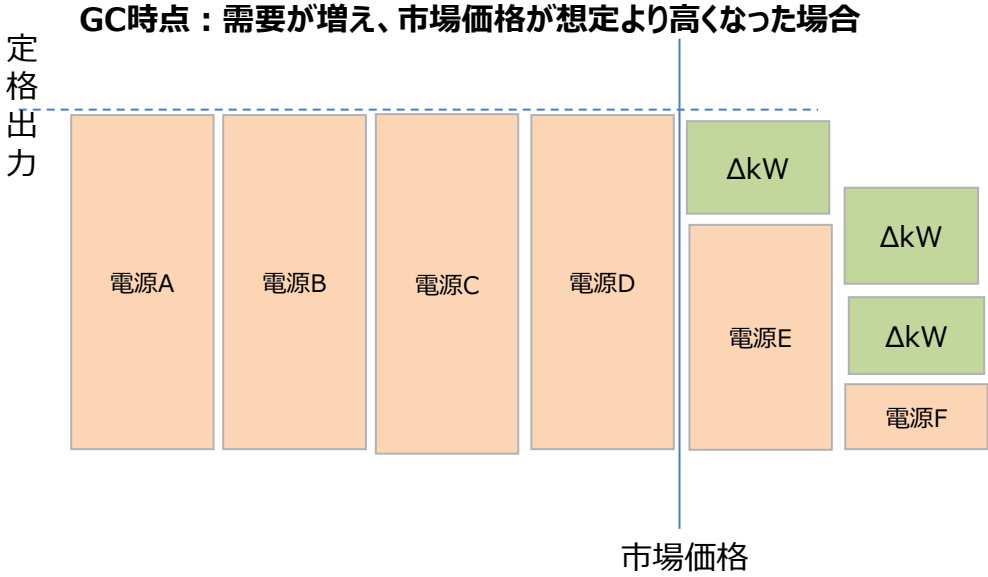 GC時点：需要が増え、市場価格が想定より高くなった場合
定格出力
ΔkW
ΔkW
電源A
電源B
電源C
電源D
電源E
ΔkW
電源F
市場価格